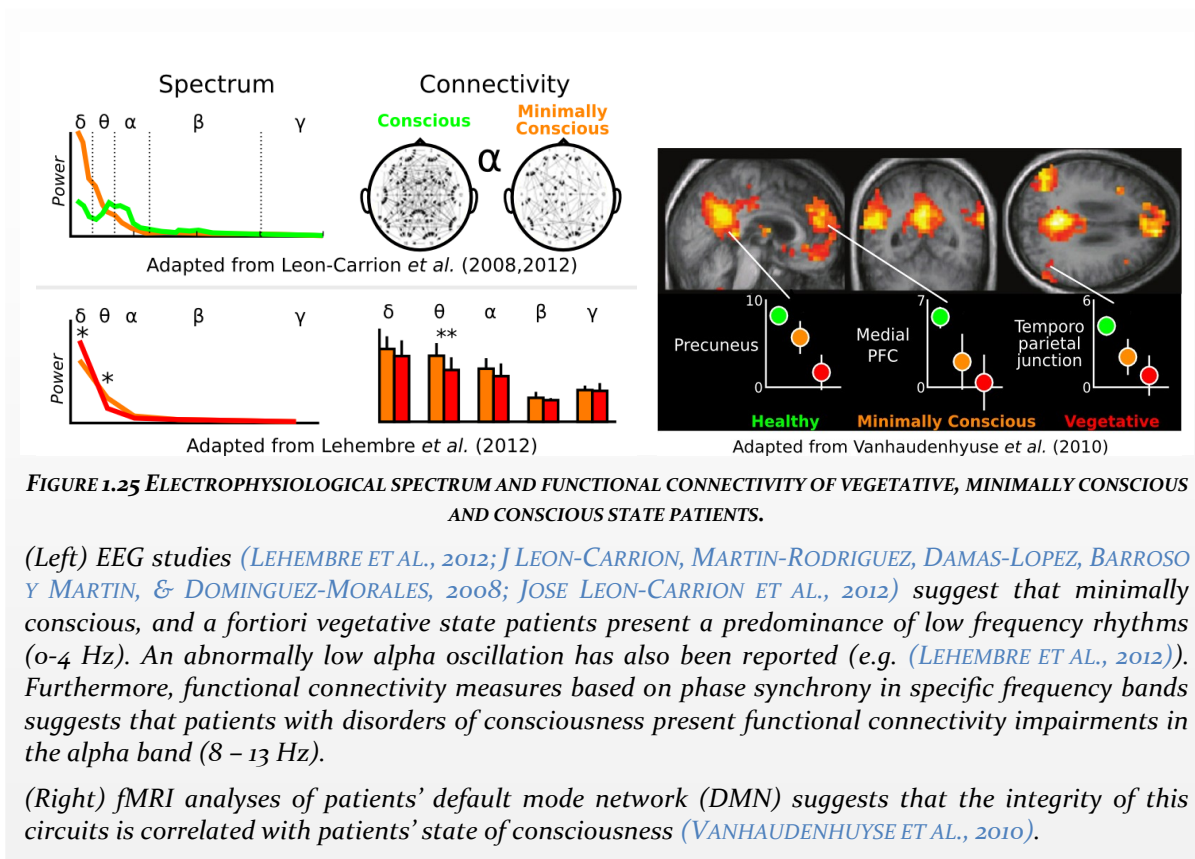 Spectrum
δ θ α β γ
Power
Connectivity
Conscious
Minimally
Conscious
α
Adapted from Leon-Carrion et al. (2008,2012)
δ θ α β γ
*
*
Power
δ θ α β γ
**
Adapted from Lehembre et al. (2012)
10
Precuneus
0
7
Medial
PFC
0
6
Temporo
parietal
junction
0
Healthy Minimally Conscious Vegetative
Adapted from Vanhaudenhyuse et al. (2010)
FIGURE 1.25 ELECTROPHYSIOLOGICAL SPECTRUM AND FUNCTIONAL CONNECTIVITY OF VEGETATIVE, MINIMALLY CONSCIOUS
AND CONSCIOUS STATE PATIENTS.
(Left) EEG studies (LEHEMBRE ET AL., 2012; J LEON-CARRION, MARTIN-RODRIGUEZ, DAMAS-LOPEZ, BARROSO
Y MARTIN, & DOMINGUEZ-MORALES, 2008; JOSE LEON-CARRION ET AL., 2012) suggest that minimally
conscious, and a fortiori vegetative state patients present a predominance of low frequency rhythms
(0-4 Hz). An abnormally low alpha oscillation has also been reported (e.g. (LEHEMBRE ET AL., 2012)).
Furthermore, functional connectivity measures based on phase synchrony in specific frequency bands
suggests that patients with disorders of consciousness present functional connectivity impairments in
the alpha band (8 – 13 Hz).
(Right) fMRI analyses of patients' default mode network (DMN) suggests that the integrity of this
circuits is correlated with patients' state of consciousness (VANHAUDENHUYSE ET AL., 2010).